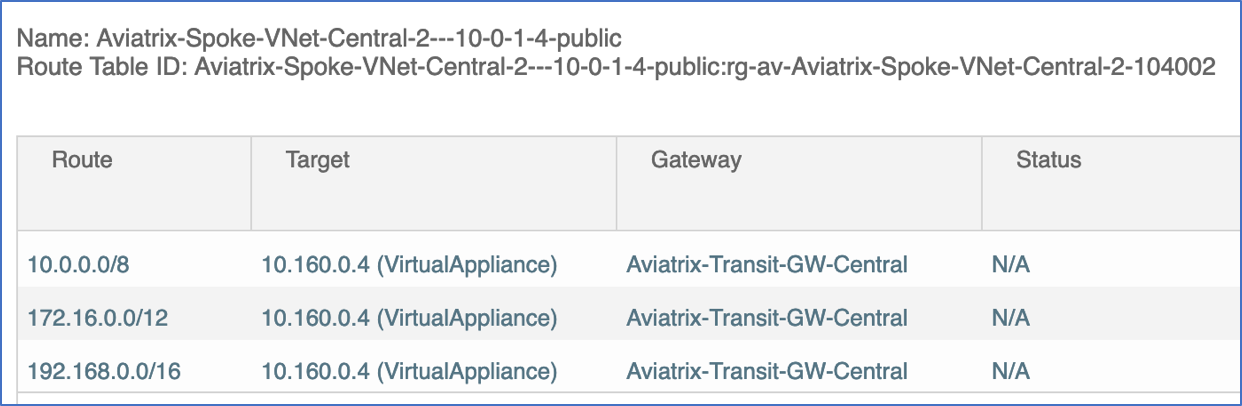 Name: Aviatrix-Spoke-VNet-Central-2---10-0-1-4-public
Route Table ID: Aviatrix-Spoke-VNet-Central-2---10-0-1-4-public:rg-av-Aviatrix-Spoke-VNet-Central-2-104002
Route Target Gateway Status
10.0.0.0/8 10.160.0.4 (VirtualAppliance) Aviatrix-Transit-GW-Central N/A
172.16.0.0/12 10.160.0.4 (VirtualAppliance) Aviatrix-Transit-GW-Central N/A
192.168.0.0/16 10.160.0.4 (VirtualAppliance) Aviatrix-Transit-GW-Central N/A